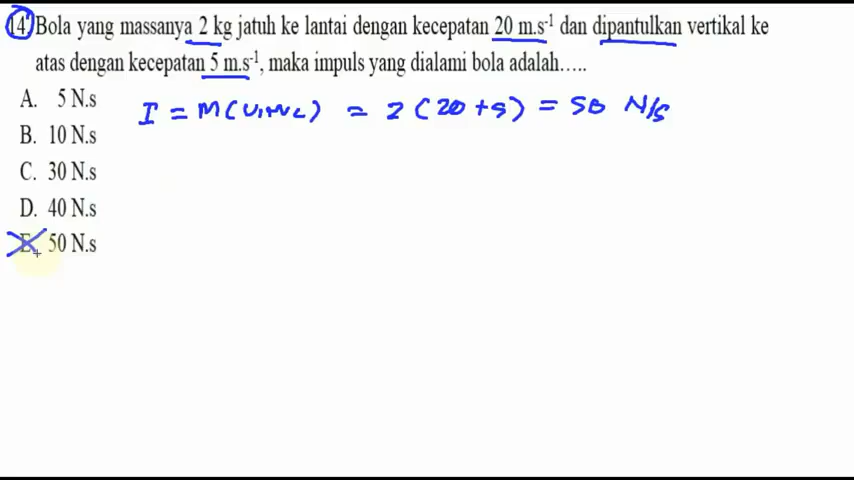 14. Bola yang massanya 2 kg jatuh ke lantai dengan kecepatan 20 m.s⁻¹ dan dipantulkan vertikal ke
atas dengan kecepatan 5 m.s⁻¹, maka impuls yang dialami bola adalah…..
A. 5 N.s
I = m(v₁+v₂) = 2(20+5) = 50 N/s
B. 10 N.s
C. 30 N.s
D. 40 N.s
E. 50 N.s